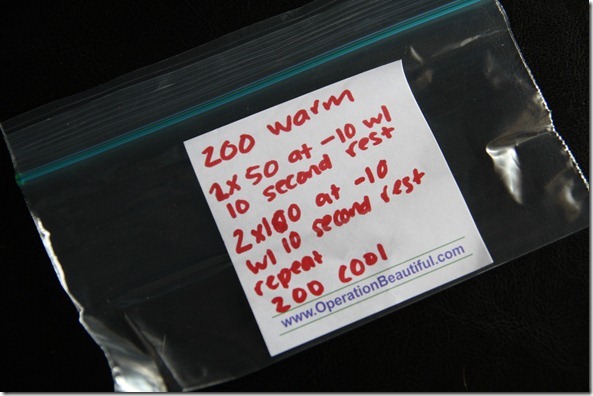 200 warm
2x50 at -10 w/
10 second rest
2x100 at -10
w/ 10 second rest
repeat
200 cool
www.OperationBeautiful.com